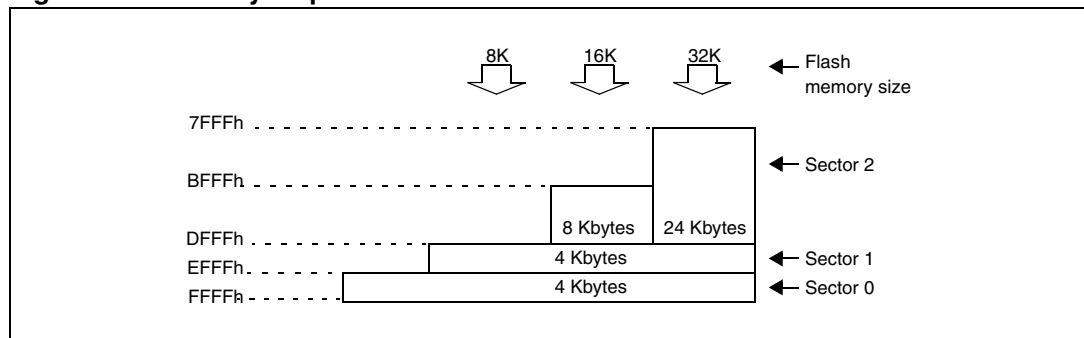 8K 16K 32K Flash
memory size
7FFFh
Sector 2
BFFFh
8 Kbytes 24 Kbytes
DFFFh
4 Kbytes Sector 1
EFFFh
4 Kbytes Sector 0
FFFFh